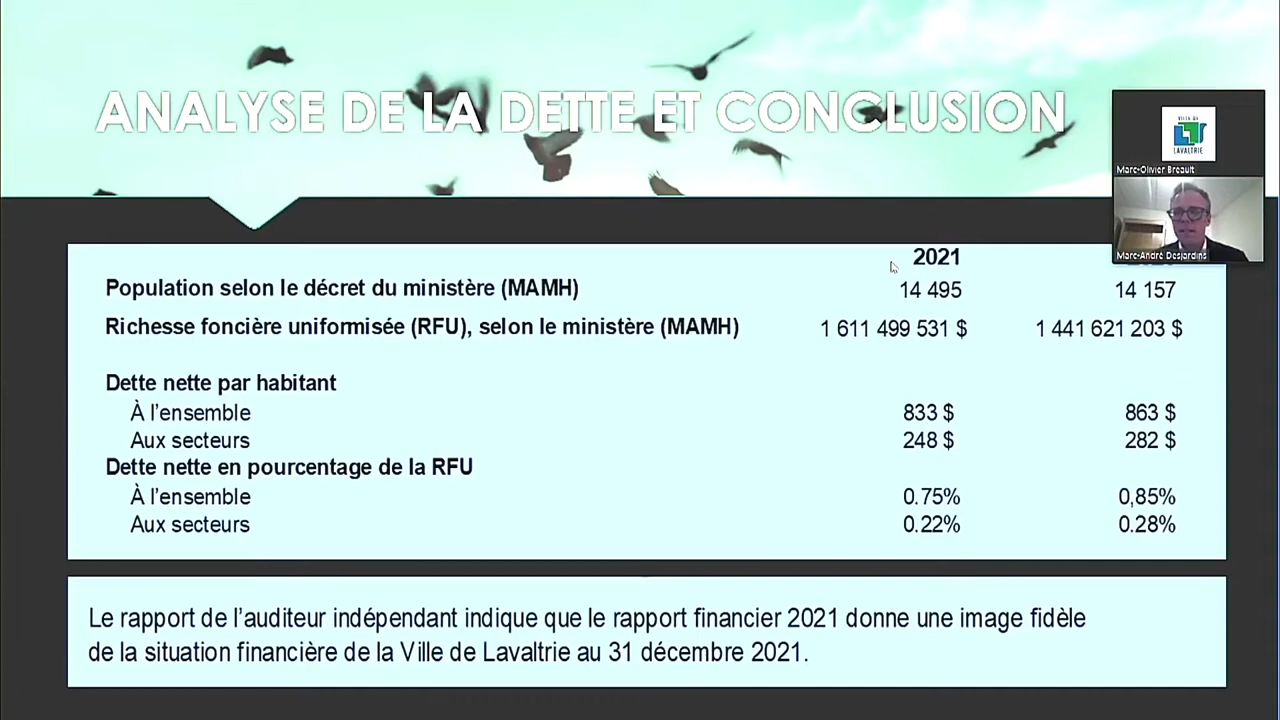 ANALYSE DE LA DETTE ET CONCLUSION
VILLE DE
LAVALTRIE
Marc-Olivier Breault
Marc-André Desjardins
2021
Population selon le décret du ministère (MAMH) 14 495 14 157
Richesse foncière uniformisée (RFU), selon le ministère (MAMH) 1 611 499 531 $ 1 441 621 203 $
Dette nette par habitant
À l'ensemble 833 $ 863 $
Aux secteurs 248 $ 282 $
Dette nette en pourcentage de la RFU
À l'ensemble 0.75% 0,85%
Aux secteurs 0.22% 0.28%
Le rapport de l'auditeur indépendant indique que le rapport financier 2021 donne une image fidèle
de la situation financière de la Ville de Lavaltrie au 31 décembre 2021.